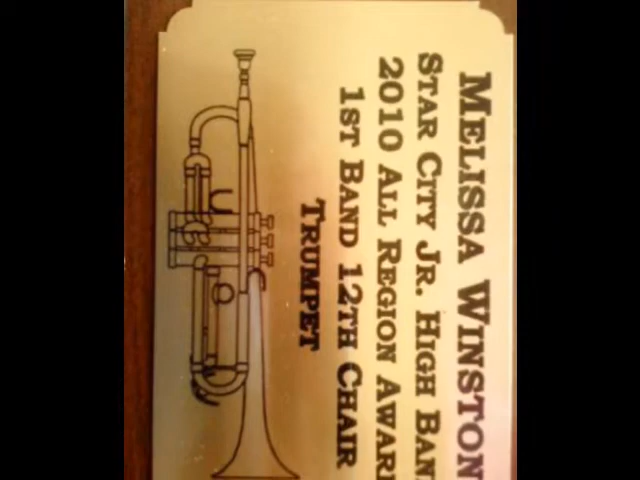 MELISSA WINSTON
STAR CITY JR. HIGH BAN
2010 ALL REGION AWAR
1ST BAND 12TH CHAIR
TRUMPET